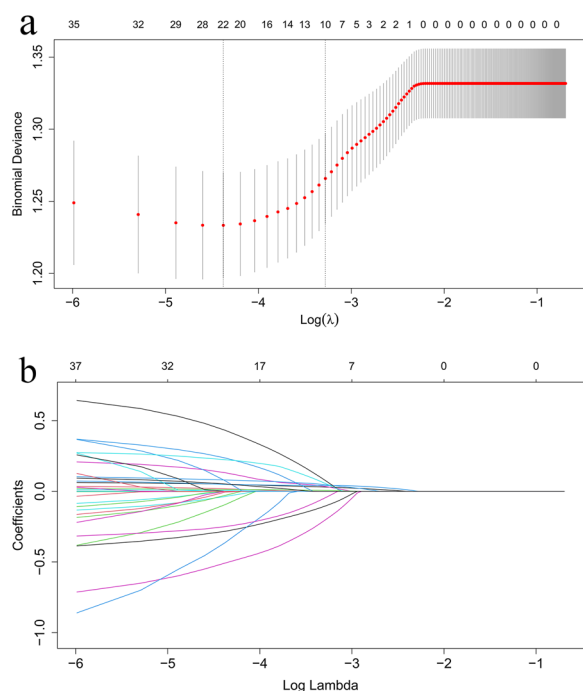 a
35 32 29 28 22 20 16 14 13 10 7 5 3 2 2 1 0 0 0 0 0 0 0 0 0 0 0
1.35
1.30
1.25
1.20
Binomial Deviance
−6 −5 −4 −3 −2 −1
Log(λ)
b
37 32 17 7 0 0
0.5
0.0
−0.5
−1.0
Coefficients
−6 −5 −4 −3 −2 −1
Log Lambda